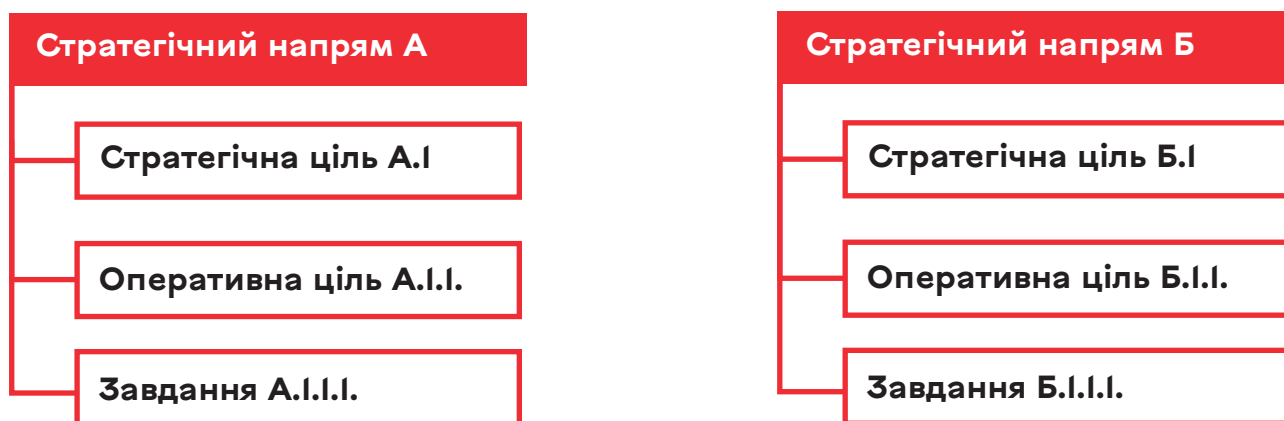 Стратегічний напрям А
Стратегічна ціль А.1
Оперативна ціль А.1.1.
Завдання А.1.1.1.
Стратегічний напрям Б
Стратегічна ціль Б.1
Оперативна ціль Б.1.1.
Завдання Б.1.1.1.